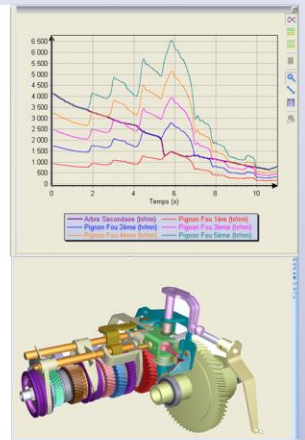 6 500
6 000
5 500
5 000
4 500
4 000
3 500
3 000
2 500
2 000
1 500
1 000
500
0
0 2 4 6 8 10
Temps (s)
Arbre Secondaire (tr/mn) Pignon Fou 1ère (tr/mn)
Pignon Fou 2ème (tr/mn) Pignon Fou 3ème (tr/mn)
Pignon Fou 4ème (tr/mn) Pignon Fou 5ème (tr/mn)